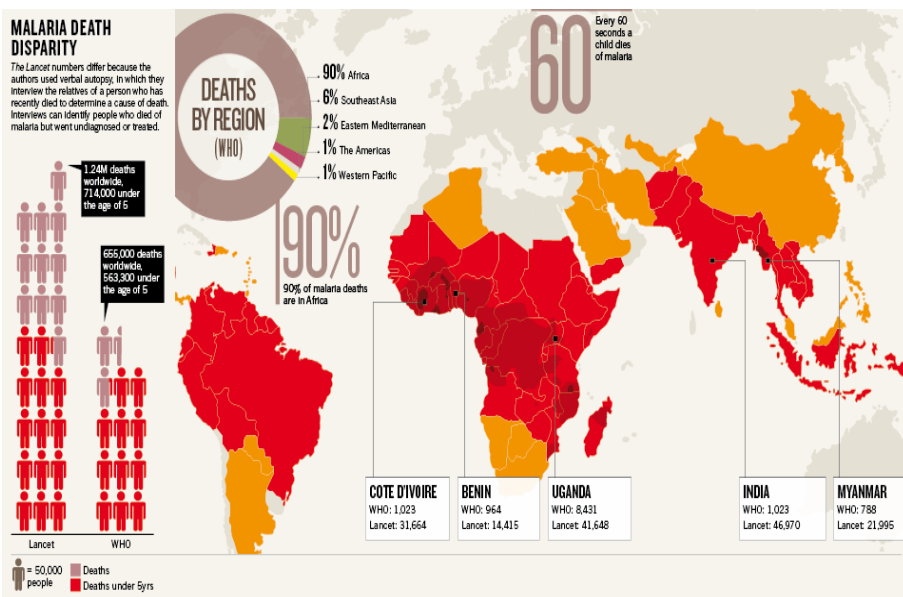 MALARIA DEATH
DISPARITY
The Lancet numbers differ because the
authors used verbal autopsy, in which they
interview the relatives of a person who has
recently died to determine a cause of death.
Interviews can identify people who died of
malaria but went undiagnosed or treated.
1.24M deaths
worldwide,
714,000 under
the age of 5
655,000 deaths
worldwide,
563,300 under
the age of 5
Lancet
WHO
= 50,000
people
Deaths
Deaths under 5yrs
DEATHS
BY REGION
(WHO)
90% Africa
6% Southeast Asia
2% Eastern Mediterranean
1% The Americas
1% Western Pacific
90%
90% of malaria deaths
are in Africa
60
Every 60
seconds a
child dies
of malaria
COTE D'IVOIRE
WHO: 1,023
Lancet: 31,664
BENIN
WHO: 964
Lancet: 14,415
UGANDA
WHO: 8,431
Lancet: 41,648
INDIA
WHO: 1,023
Lancet: 46,970
MYANMAR
WHO: 788
Lancet: 21,995